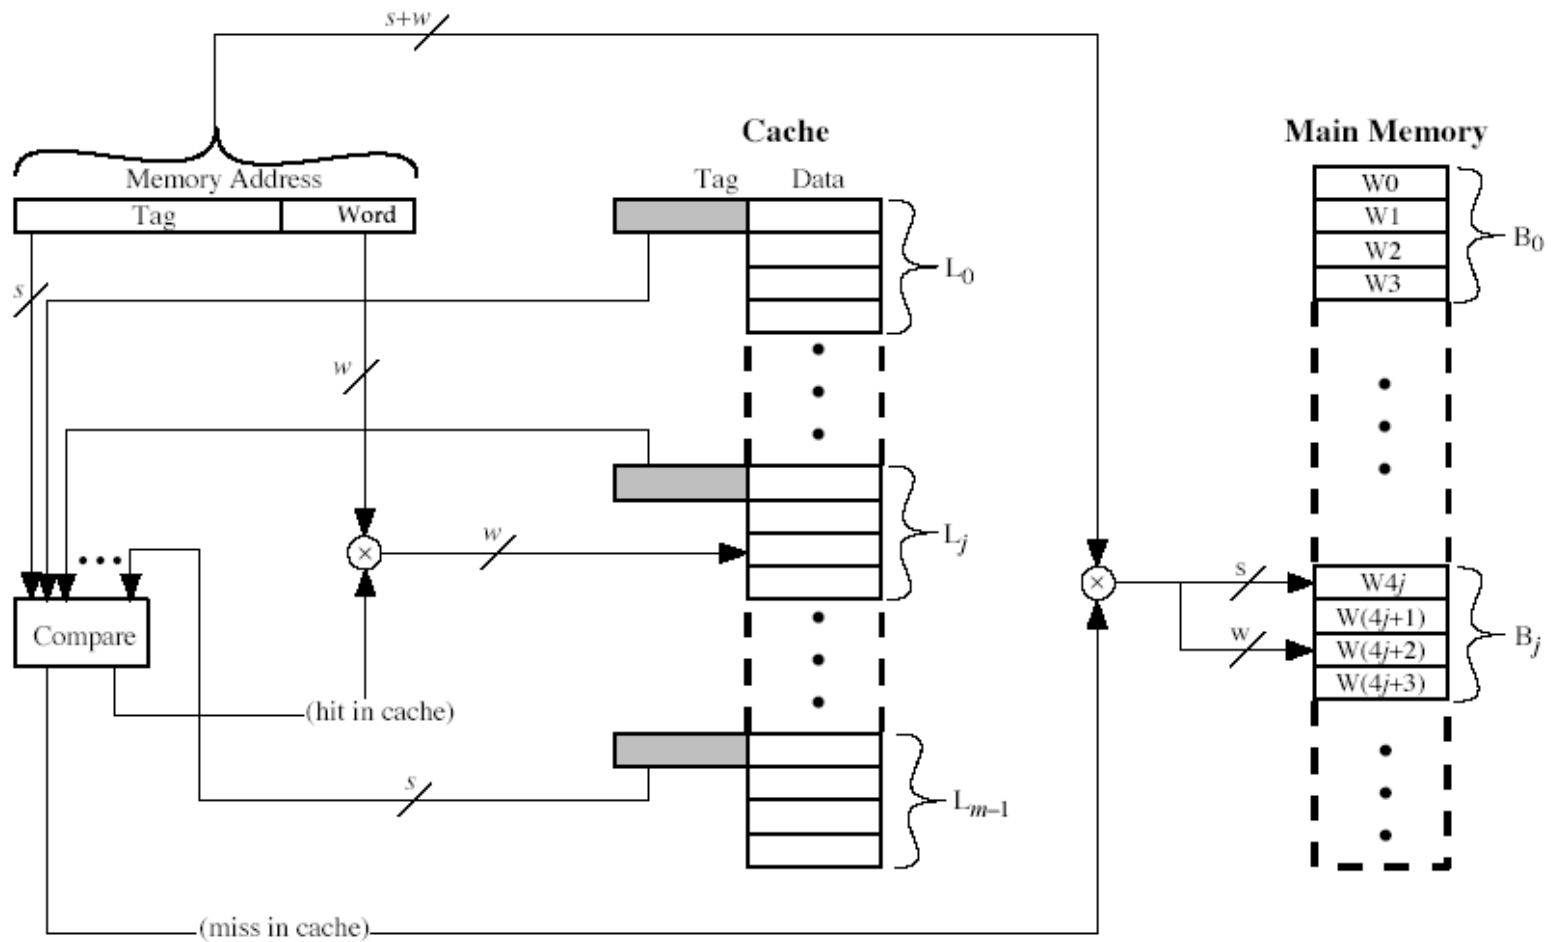 s+w
Cache
Main Memory
Memory Address
Tag Data
Tag Word
W0
W1
W2
W3
B0
L0
s
w
w
Lj
s
w
W4j
W(4j+1)
W(4j+2)
W(4j+3)
Bj
Compare
(hit in cache)
s
Lm–1
(miss in cache)